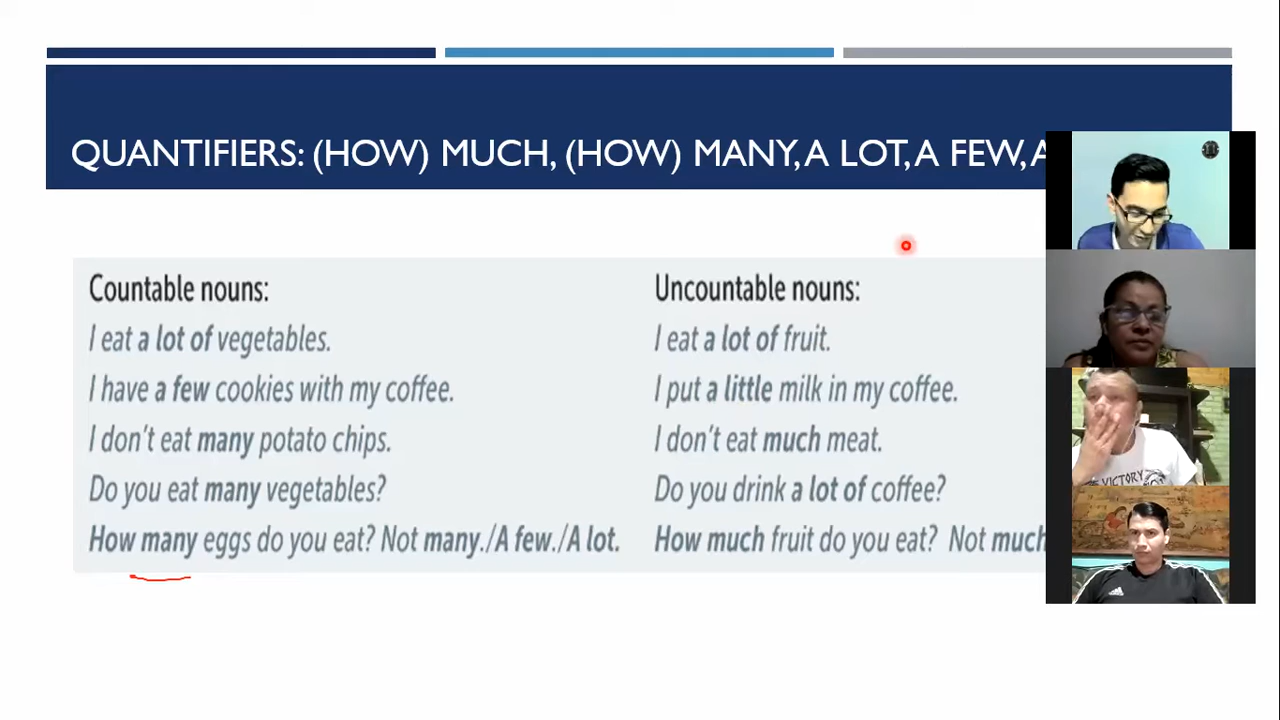 QUANTIFIERS: (HOW) MUCH, (HOW) MANY, A LOT, A FEW, A
Countable nouns:
I eat a lot of vegetables.
I have a few cookies with my coffee.
I don't eat many potato chips.
Do you eat many vegetables?
How many eggs do you eat? Not many./A few./A lot.
Uncountable nouns:
I eat a lot of fruit.
I put a little milk in my coffee.
I don't eat much meat.
Do you drink a lot of coffee?
How much fruit do you eat? Not much
VICTORY